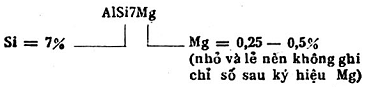 AlSi7Mg
Si = 7% Mg = 0,25 — 0,5%
(nhỏ và lẻ nên không ghi
chỉ số sau ký hiệu Mg)